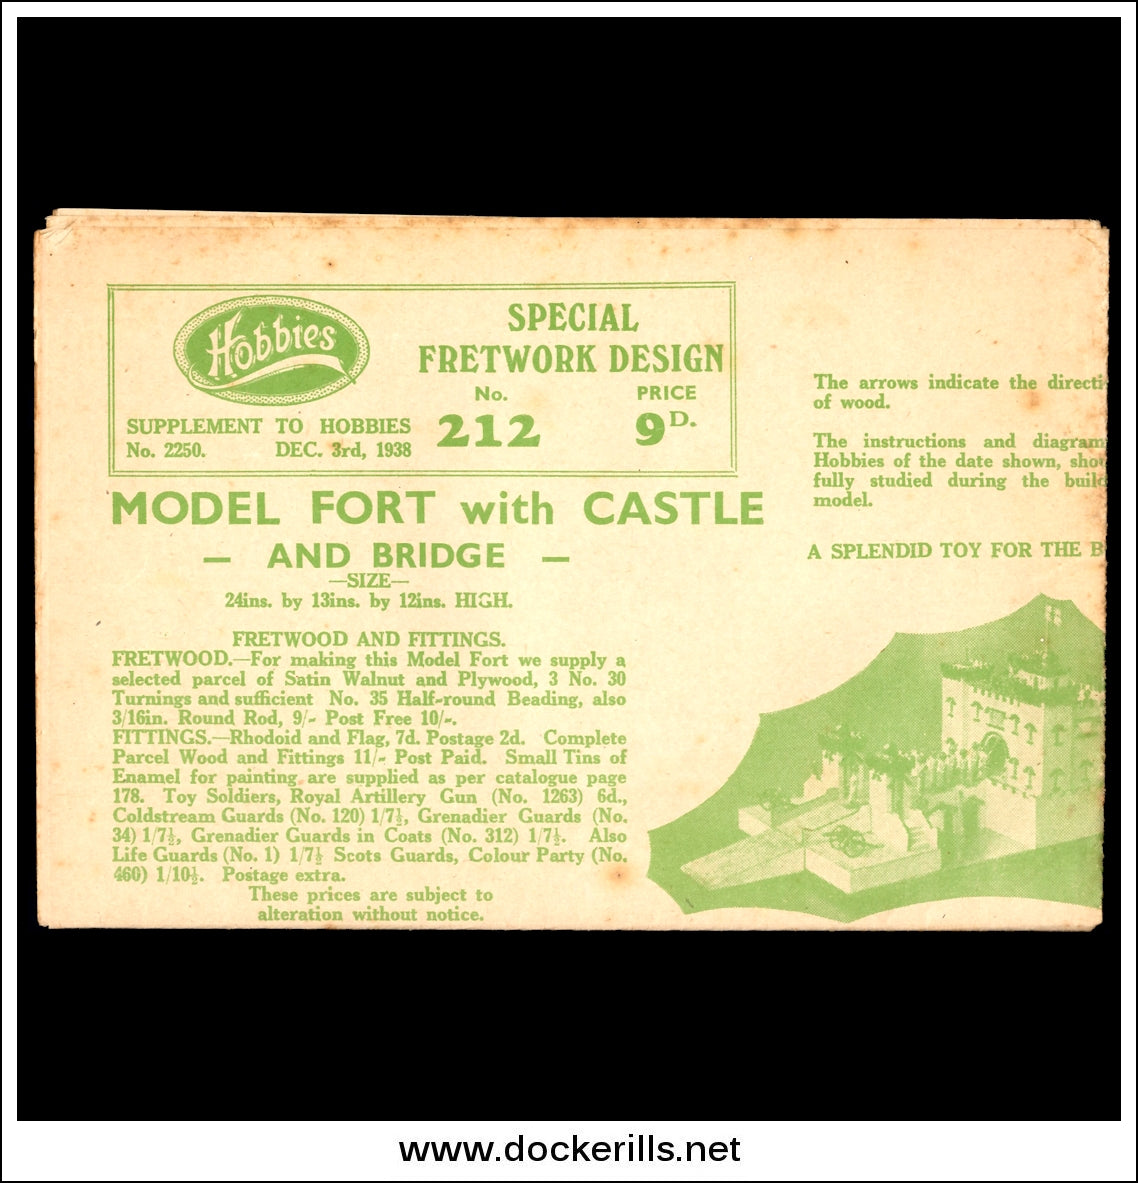 Hobbies
SPECIAL
FRETWORK DESIGN
No. PRICE
212 9D.
SUPPLEMENT TO HOBBIES
No. 2250. DEC. 3rd, 1938
MODEL FORT with CASTLE
— AND BRIDGE —
—SIZE—
24ins. by 13ins. by 12ins. HIGH.
FRETWOOD AND FITTINGS.
FRETWOOD.—For making this Model Fort we supply a
selected parcel of Satin Walnut and Plywood, 3 No. 30
Turnings and sufficient No. 35 Half-round Beading, also
3/16in. Round Rod, 9/- Post Free 10/-.
FITTINGS.—Rhodoid and Flag, 7d. Postage 2d. Complete
Parcel Wood and Fittings 11/- Post Paid. Small Tins of
Enamel for painting are supplied as per catalogue page
178. Toy Soldiers, Royal Artillery Gun (No. 1263) 6d.,
Coldstream Guards (No. 120) 1/7½, Grenadier Guards (No.
34) 1/7½, Grenadier Guards in Coats (No. 312) 1/7½. Also
Life Guards (No. 1) 1/7½ Scots Guards, Colour Party (No.
460) 1/10½. Postage extra.
These prices are subject to
alteration without notice.
The arrows indicate the directi
of wood.
The instructions and diagram
Hobbies of the date shown, sho
fully studied during the build
model.
A SPLENDID TOY FOR THE B
www.dockerills.net